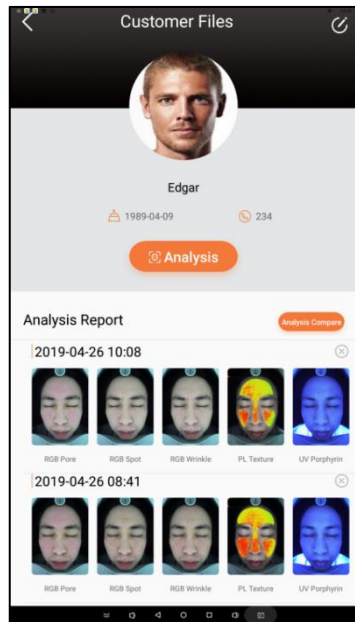 Customer Files
Edgar
1989-04-09 234
Analysis
Analysis Report Analysis Compare
2019-04-26 10:08
RGB Pore RGB Spot RGB Wrinkle PL Texture UV Porphyrin
2019-04-26 08:41
RGB Pore RGB Spot RGB Wrinkle PL Texture UV Porphyrin